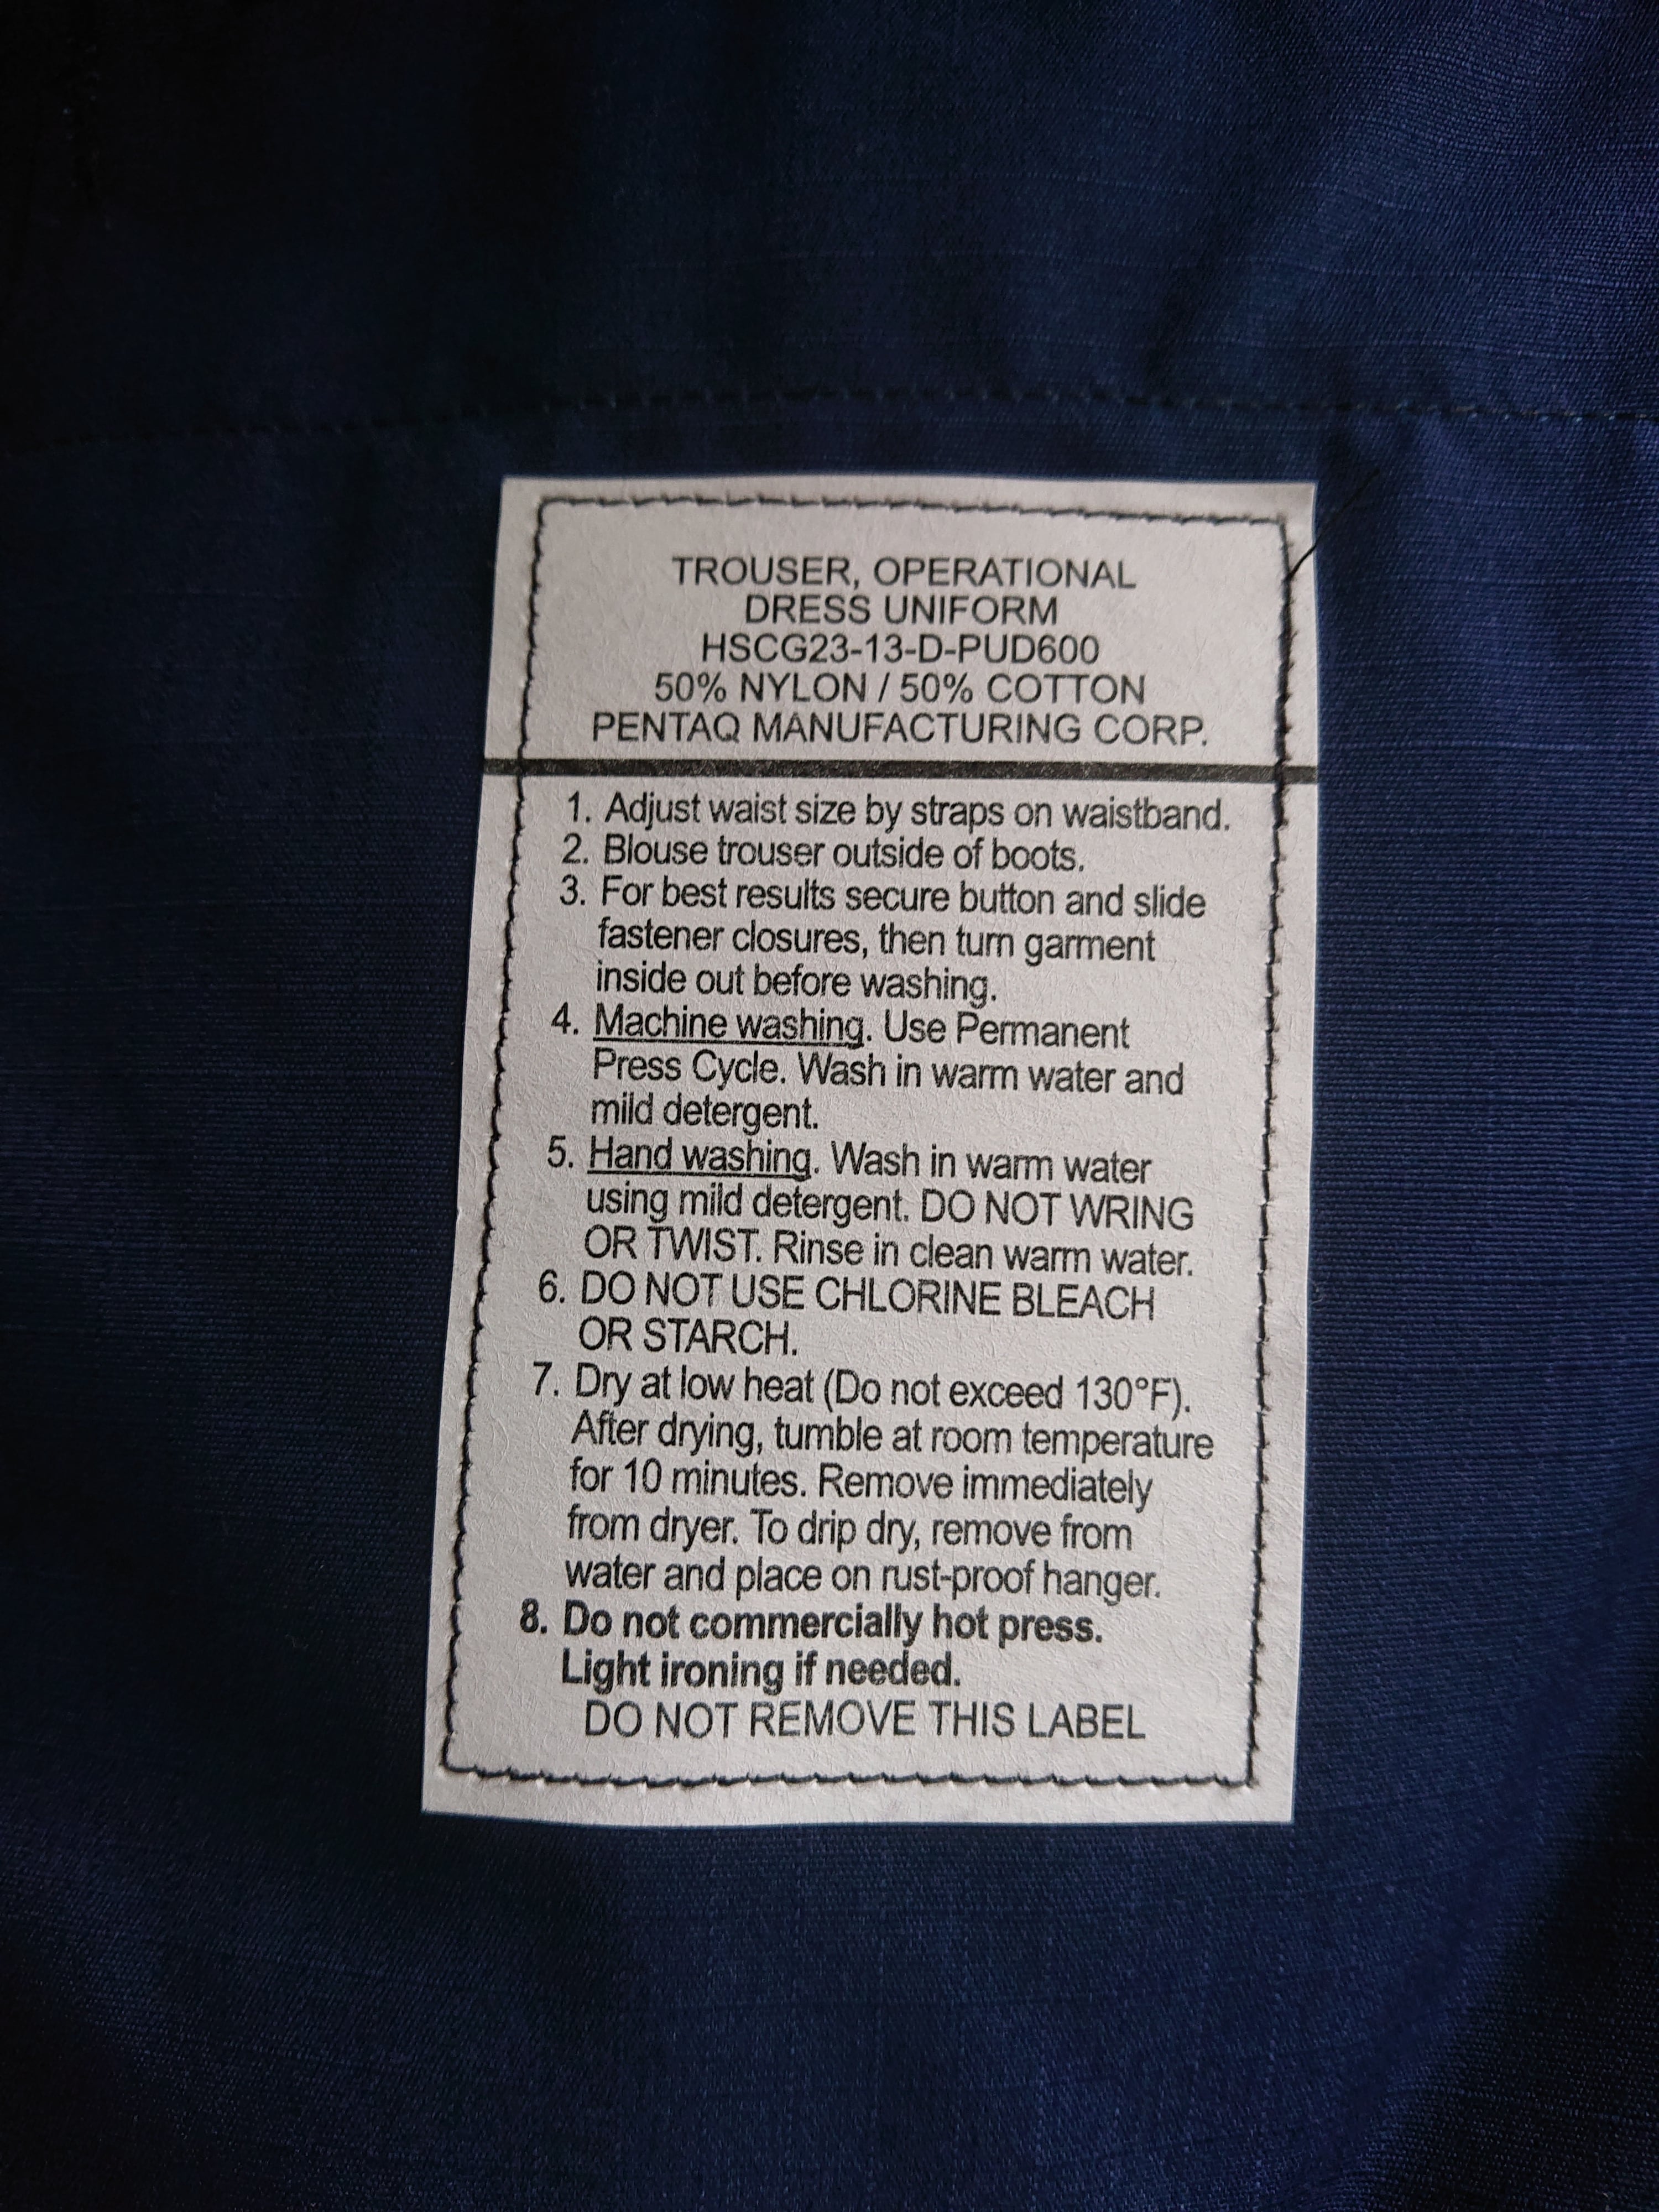 TROUSER, OPERATIONAL
DRESS UNIFORM
HSCG23-13-D-PUD600
50% NYLON / 50% COTTON
PENTAQ MANUFACTURING CORP.
1. Adjust waist size by straps on waistband.
2. Blouse trouser outside of boots.
3. For best results secure button and slide
fastener closures, then turn garment
inside out before washing.
4. Machine washing. Use Permanent
Press Cycle. Wash in warm water and
mild detergent.
5. Hand washing. Wash in warm water
using mild detergent. DO NOT WRING
OR TWIST. Rinse in clean warm water.
6. DO NOT USE CHLORINE BLEACH
OR STARCH.
7. Dry at low heat (Do not exceed 130°F).
After drying, tumble at room temperature
for 10 minutes. Remove immediately
from dryer. To drip dry, remove from
water and place on rust-proof hanger.
8. Do not commercially hot press.
Light ironing if needed.
DO NOT REMOVE THIS LABEL